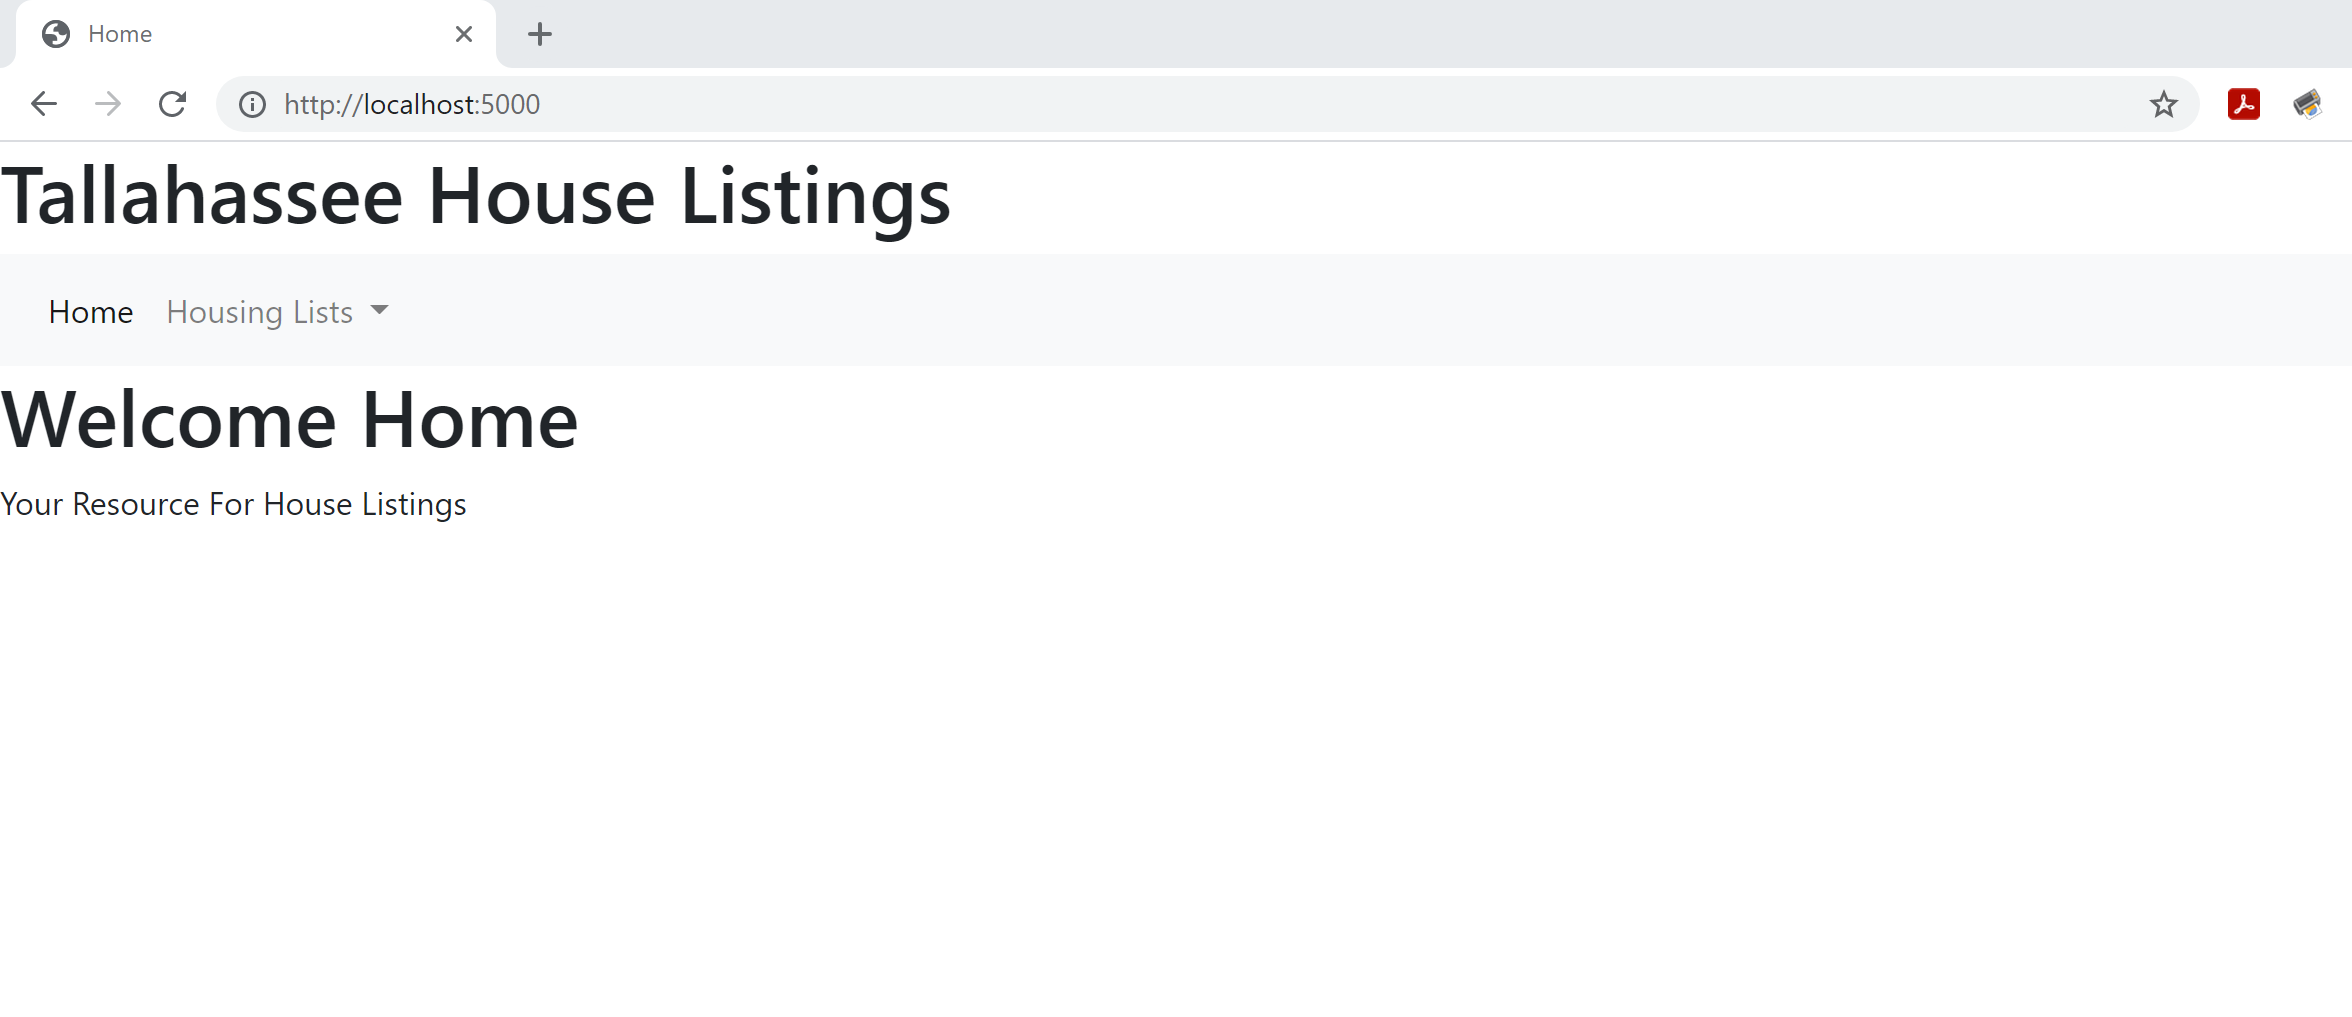 Home
http://localhost:5000
Tallahassee House Listings
Home Housing Lists
Welcome Home
Your Resource For House Listings